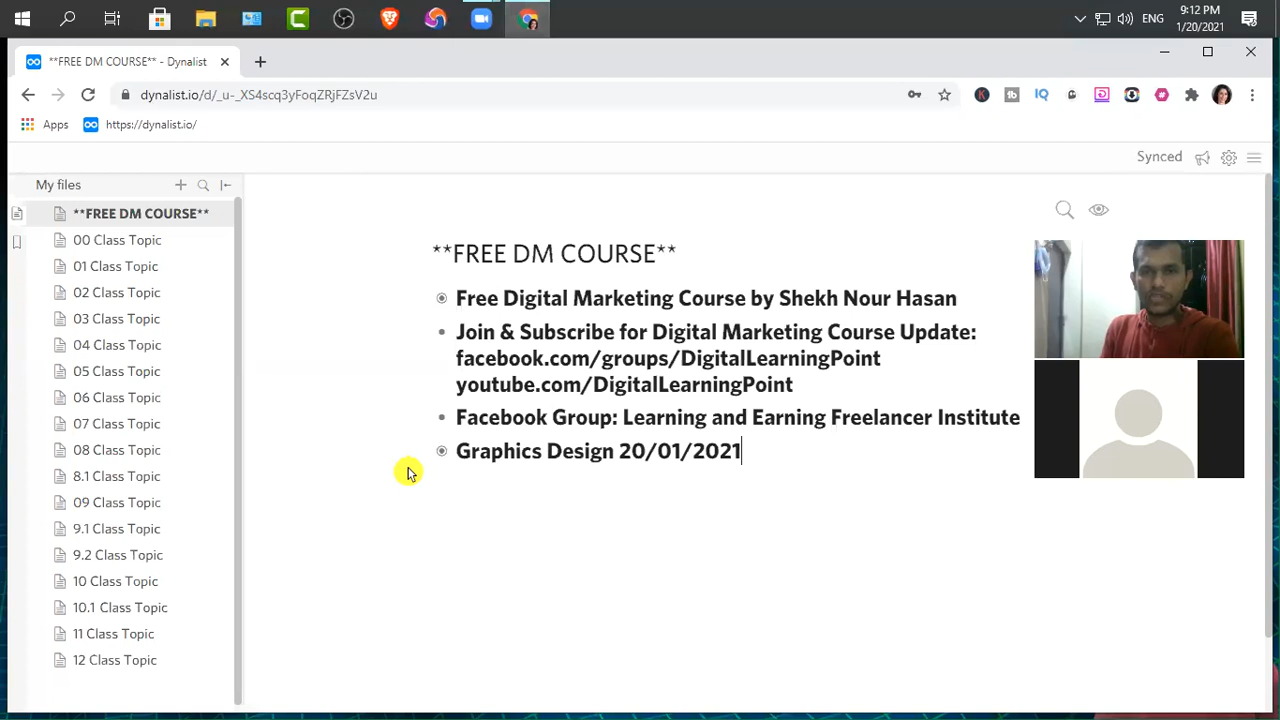 ENG
9:12 PM
1/20/2021
**FREE DM COURSE** - Dynalist
dynalist.io/d/_u-_XS4scq3yFoqZRjFZsV2u
Apps
https://dynalist.io/
Synced
My files
**FREE DM COURSE**
00 Class Topic
01 Class Topic
02 Class Topic
03 Class Topic
04 Class Topic
05 Class Topic
06 Class Topic
07 Class Topic
08 Class Topic
8.1 Class Topic
09 Class Topic
9.1 Class Topic
9.2 Class Topic
10 Class Topic
10.1 Class Topic
11 Class Topic
12 Class Topic
**FREE DM COURSE**
Free Digital Marketing Course by Shekh Nour Hasan
Join & Subscribe for Digital Marketing Course Update:
facebook.com/groups/DigitalLearningPoint
youtube.com/DigitalLearningPoint
Facebook Group: Learning and Earning Freelancer Institute
Graphics Design 20/01/2021